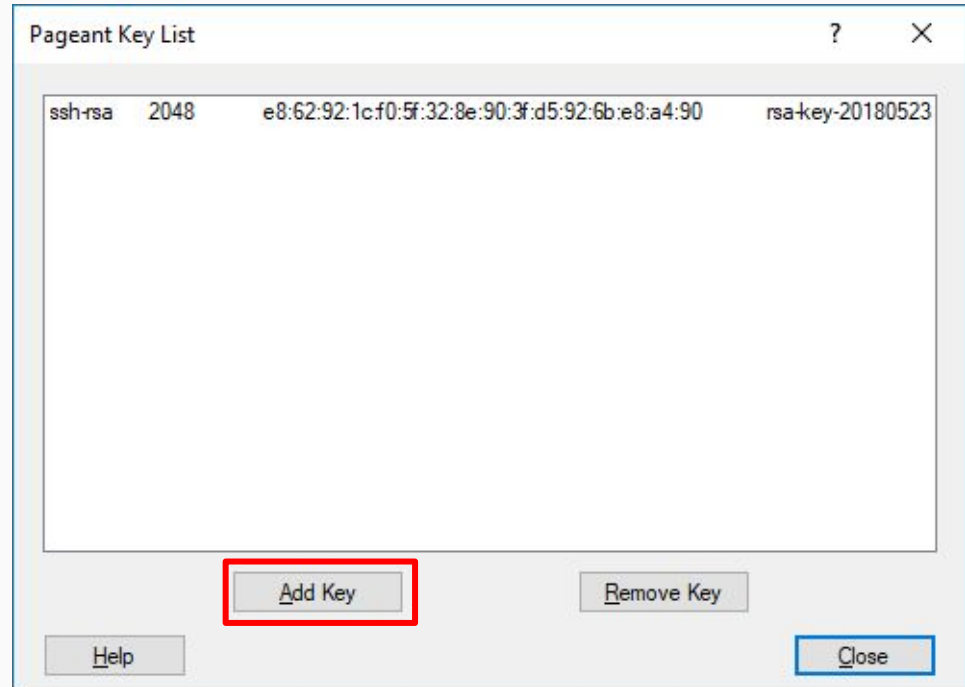 Pageant Key List
ssh-rsa 2048 e8:62:92:1c:f0:5f:32:8e:90:3f:d5:92:6b:e8:a4:90 rsa-key-20180523
Add Key Remove Key
Help Close